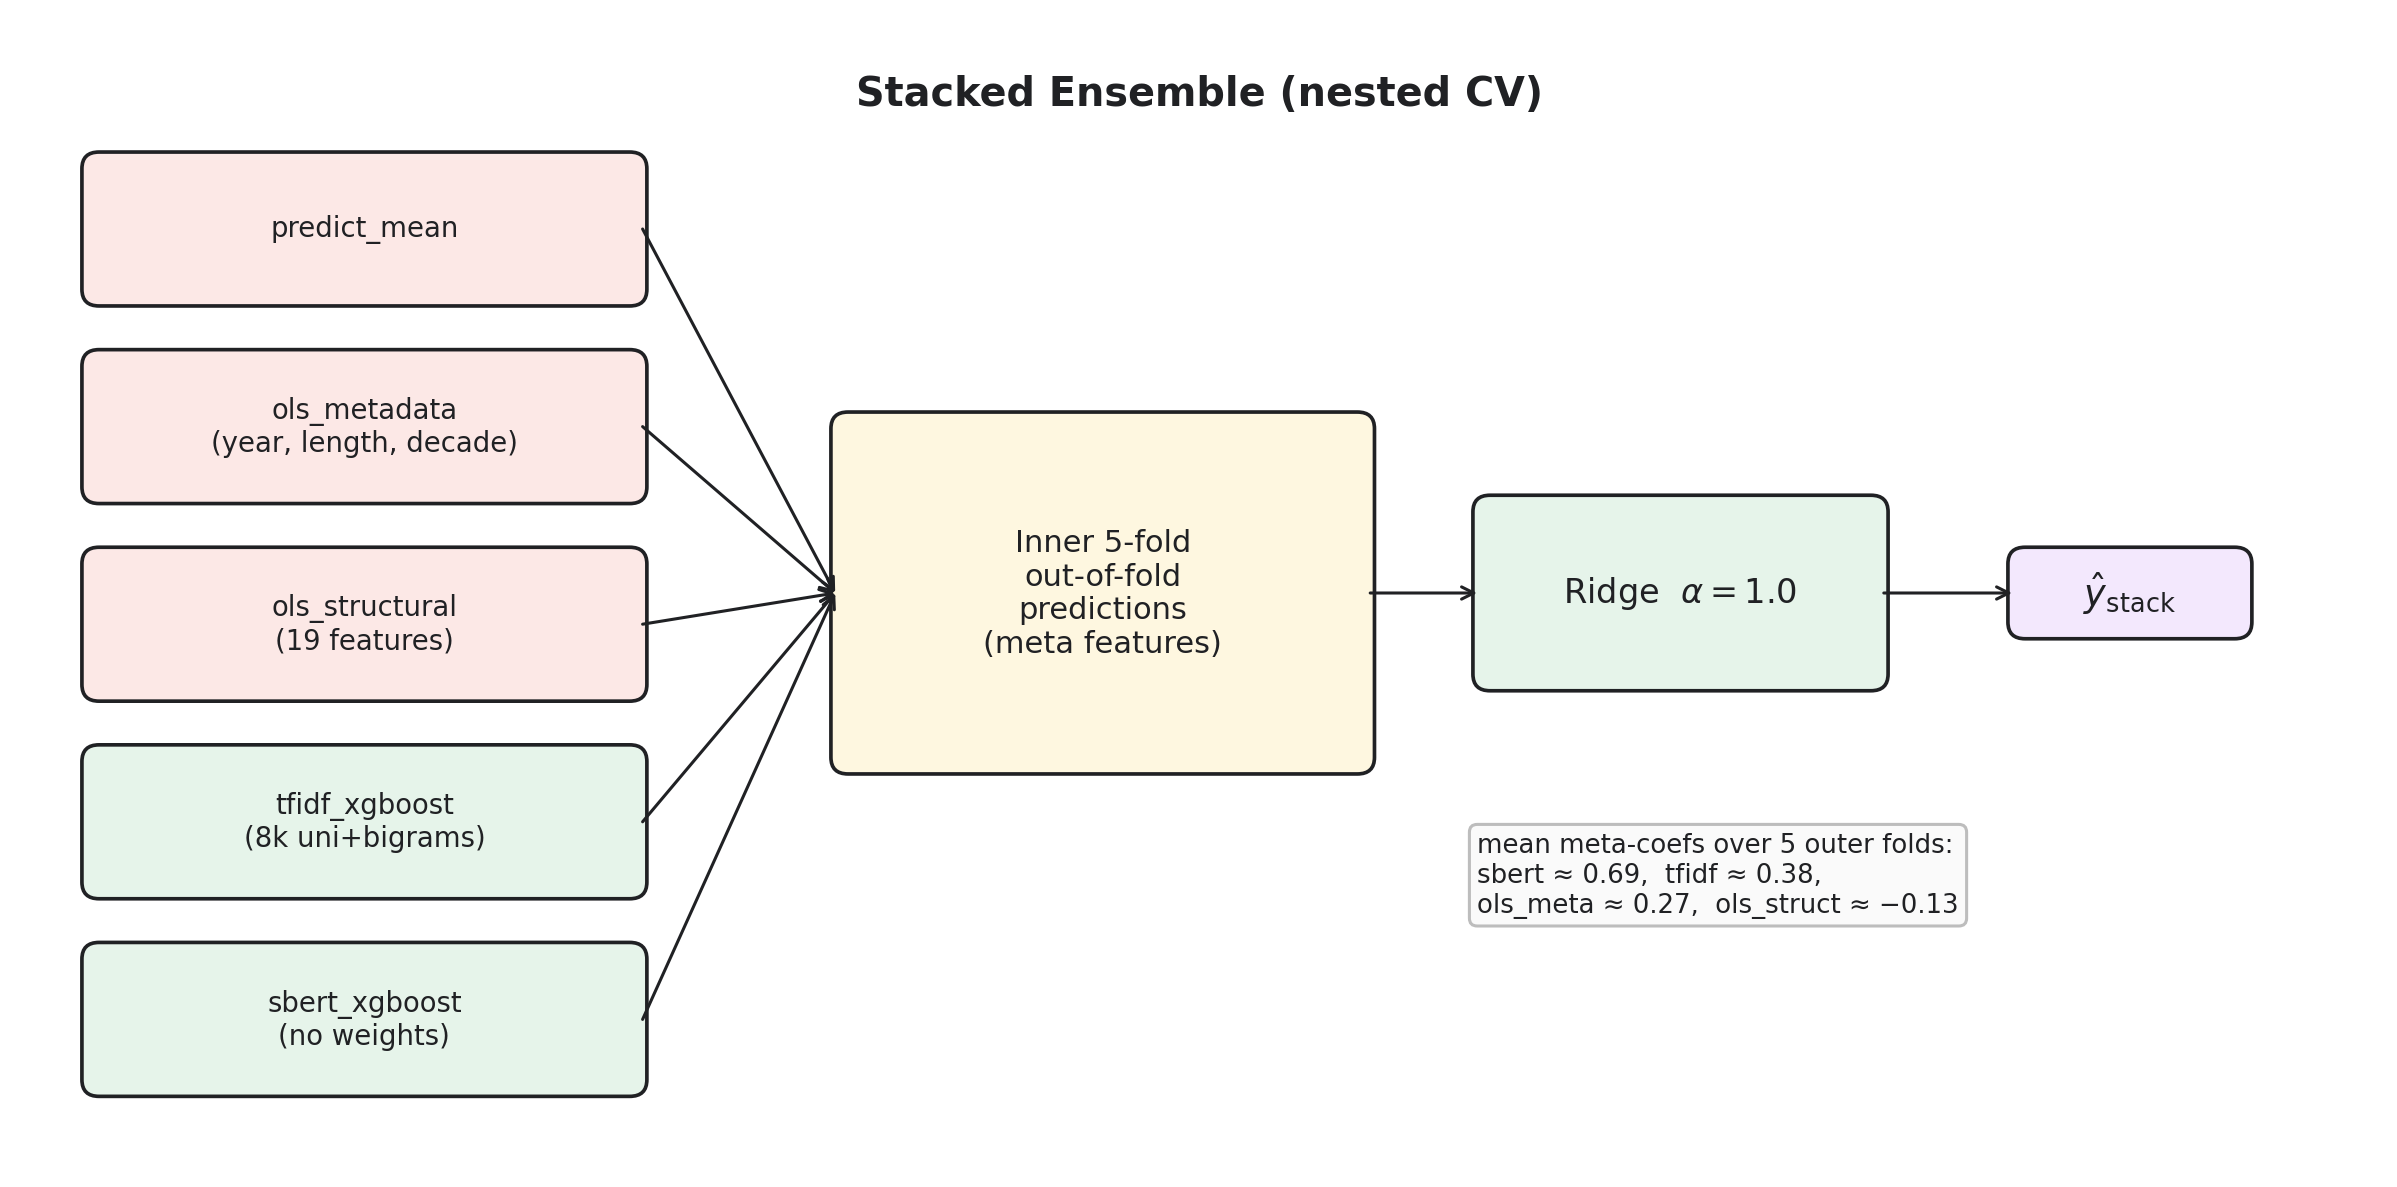 Stacked Ensemble (nested CV)
predict_mean
ols_metadata
(year, length, decade)
ols_structural
(19 features)
tfidf_xgboost
(8k uni+bigrams)
sbert_xgboost
(no weights)
Inner 5-fold
out-of-fold
predictions
(meta features)
Ridge α = 1.0
ŷ_stack
mean meta-coefs over 5 outer folds:
sbert ≈ 0.69, tfidf ≈ 0.38,
ols_meta ≈ 0.27, ols_struct ≈ −0.13